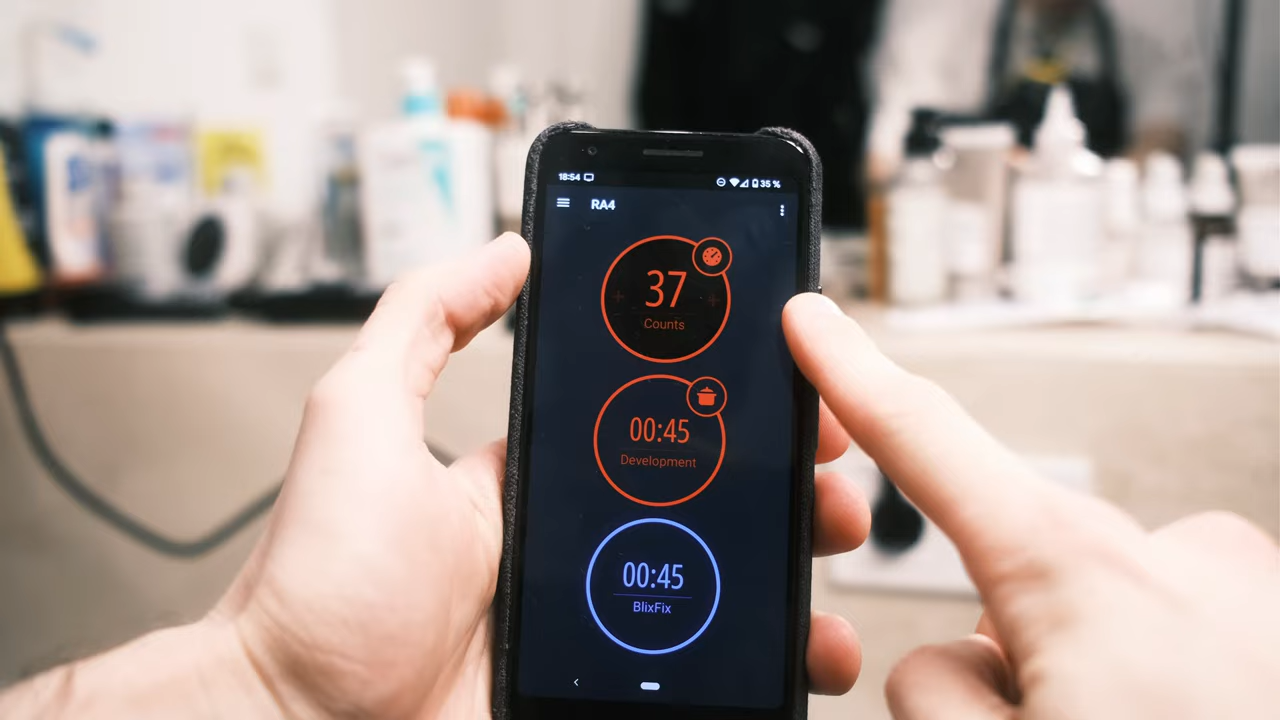 18:54 35 %
RA4
37
Counts
00:45
Development
00:45
BlixFix